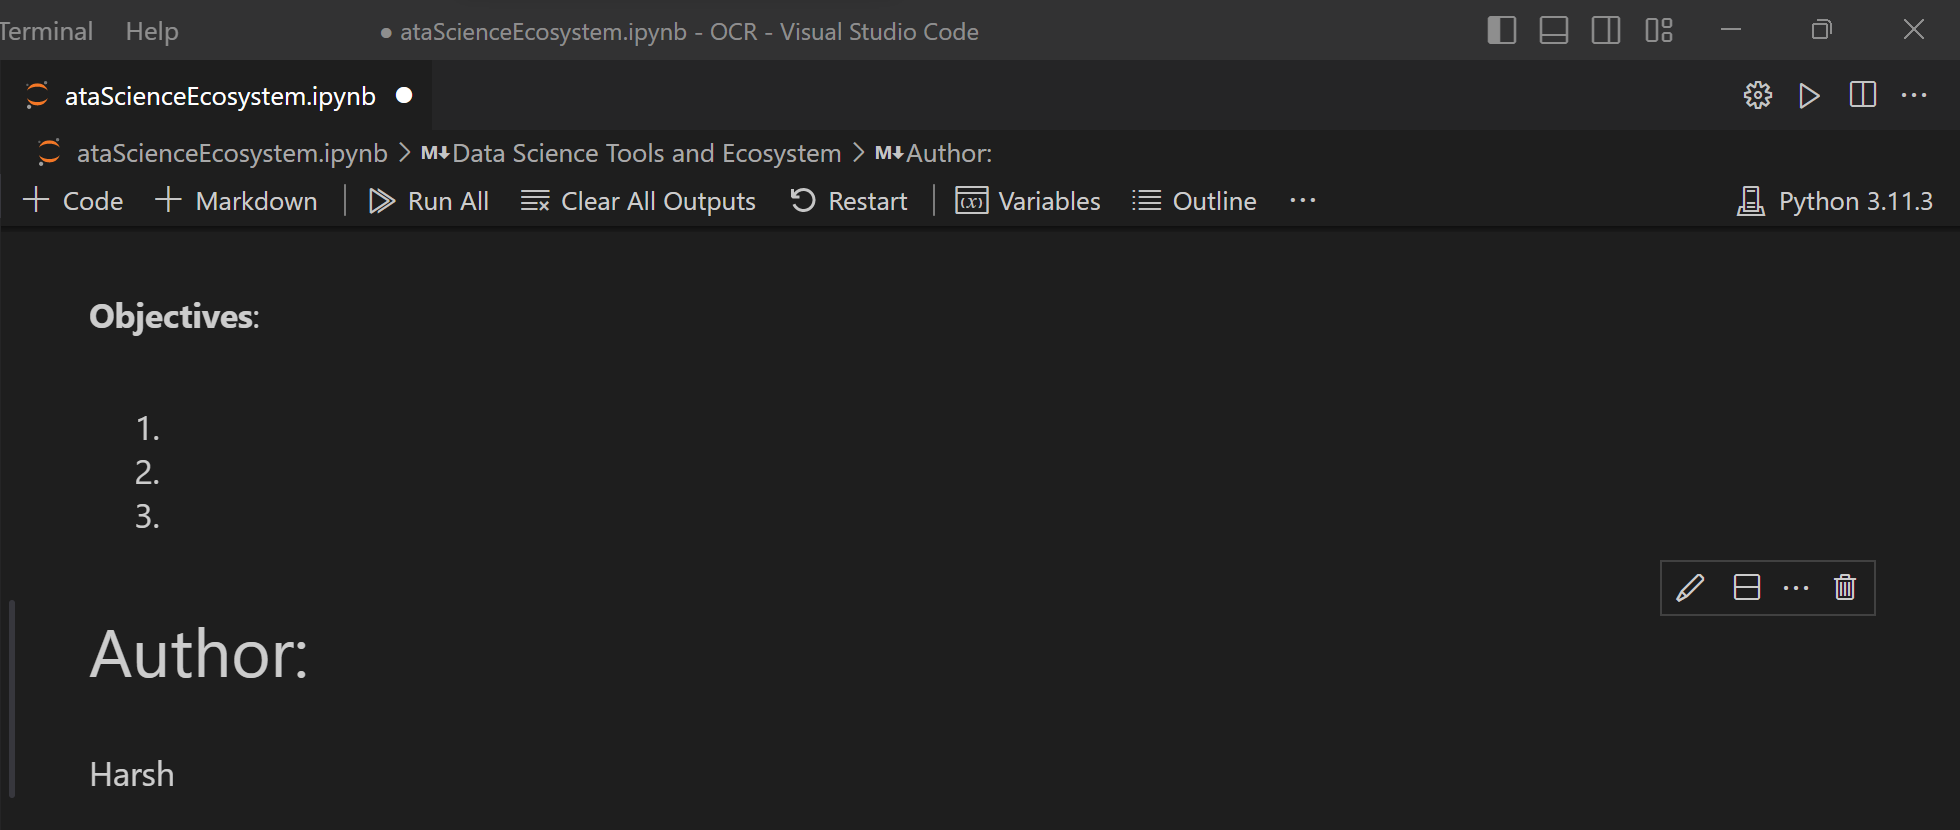 Terminal Help ● ataScienceEcosystem.ipynb - OCR - Visual Studio Code
ataScienceEcosystem.ipynb ●
ataScienceEcosystem.ipynb > M↓ Data Science Tools and Ecosystem > M↓ Author:
+ Code + Markdown | Run All Clear All Outputs Restart | (x) Variables Outline ··· Python 3.11.3
Objectives:
1.
2.
3.
Author:
Harsh